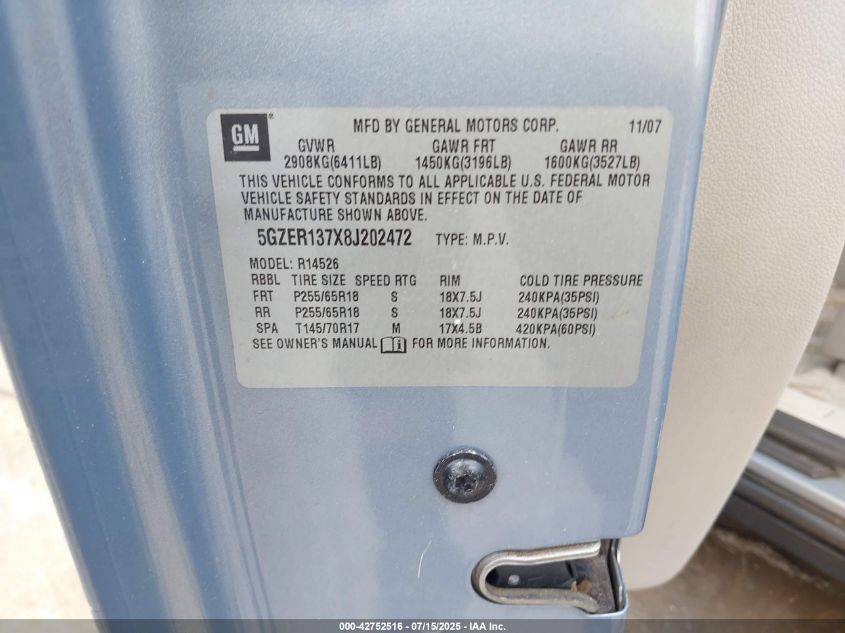 GM
MFD BY GENERAL MOTORS CORP. 11/07
GVWR GAWR FRT GAWR RR
2908KG(6411LB) 1450KG(3196LB) 1600KG(3527LB)
THIS VEHICLE CONFORMS TO ALL APPLICABLE U.S. FEDERAL MOTOR
VEHICLE SAFETY STANDARDS IN EFFECT ON THE DATE OF
MANUFACTURE SHOWN ABOVE.
5GZER137X8J202472 TYPE: M.P.V.
MODEL: R14526
RBBL TIRE SIZE SPEED RTG RIM COLD TIRE PRESSURE
FRT P255/65R18 S 18X7.5J 240KPA(35PSI)
RR P255/65R18 S 18X7.5J 240KPA(35PSI)
SPA T145/70R17 M 17X4.5B 420KPA(60PSI)
SEE OWNER'S MANUAL FOR MORE INFORMATION.
000-42752516 - 07/15/2025 - IAA Inc.